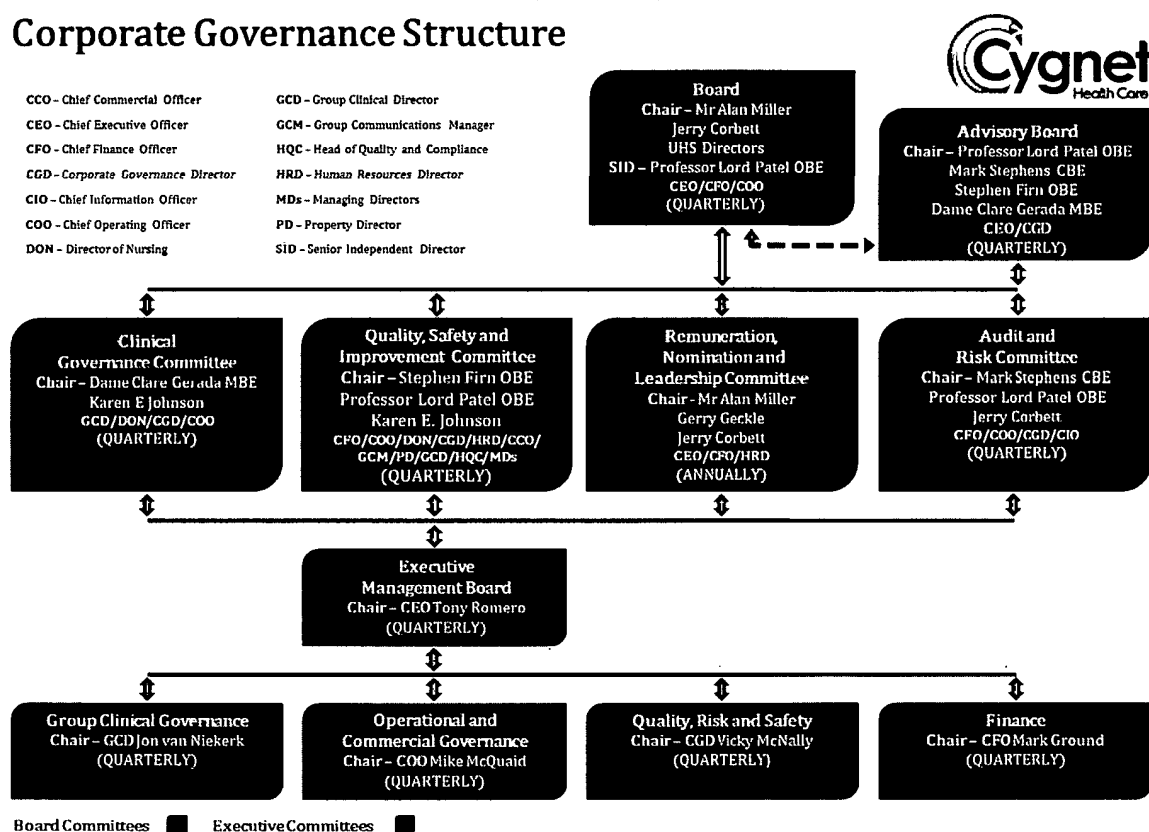 Corporate Governance Structure
Cygnet
Health Care
CCO – Chief Commercial Officer
CEO – Chief Executive Officer
CFO – Chief Finance Officer
CGD – Corporate Governance Director
CIO – Chief Information Officer
COO – Chief Operating Officer
DON – Director of Nursing
GCD – Group Clinical Director
GCM – Group Communications Manager
HQC – Head of Quality and Compliance
HRD – Human Resources Director
MDs – Managing Directors
PD – Property Director
SID – Senior Independent Director
Board
Chair – Mr Alan Miller
Jerry Corbett
UHS Directors
SID – Professor Lord Patel OBE
CEO/CFO/COO
(QUARTERLY)
Advisory Board
Chair – Professor Lord Patel OBE
Mark Stephens CBE
Stephen Firn OBE
Dame Clare Gerada MBE
CEO/CGD
(QUARTERLY)
Clinical
Governance Committee
Chair – Dame Clare Gerada MBE
Karen E Johnson
GCD/DON/CGD/COO
(QUARTERLY)
Quality, Safety and
Improvement Committee
Chair – Stephen Firn OBE
Professor Lord Patel OBE
Karen E. Johnson
CFO/COO/DON/CGD/HRD/CCO/
GCM/PD/GCD/HQC/MDs
(QUARTERLY)
Remuneration,
Nomination and
Leadership Committee
Chair - Mr Alan Miller
Gerry Geckle
Jerry Corbett
CEO/CFO/HRD
(ANNUALLY)
Audit and
Risk Committee
Chair – Mark Stephens CBE
Professor Lord Patel OBE
Jerry Corbett
CFO/COO/CGD/CIO
(QUARTERLY)
Executive
Management Board
Chair – CEO Tony Romero
(QUARTERLY)
Group Clinical Governance
Chair – GCD Jon van Niekerk
(QUARTERLY)
Operational and
Commercial Governance
Chair – COO Mike McQuaid
(QUARTERLY)
Quality, Risk and Safety
Chair – CGD Vicky McNally
(QUARTERLY)
Finance
Chair – CFO Mark Ground
(QUARTERLY)
Board Committees
Executive Committees